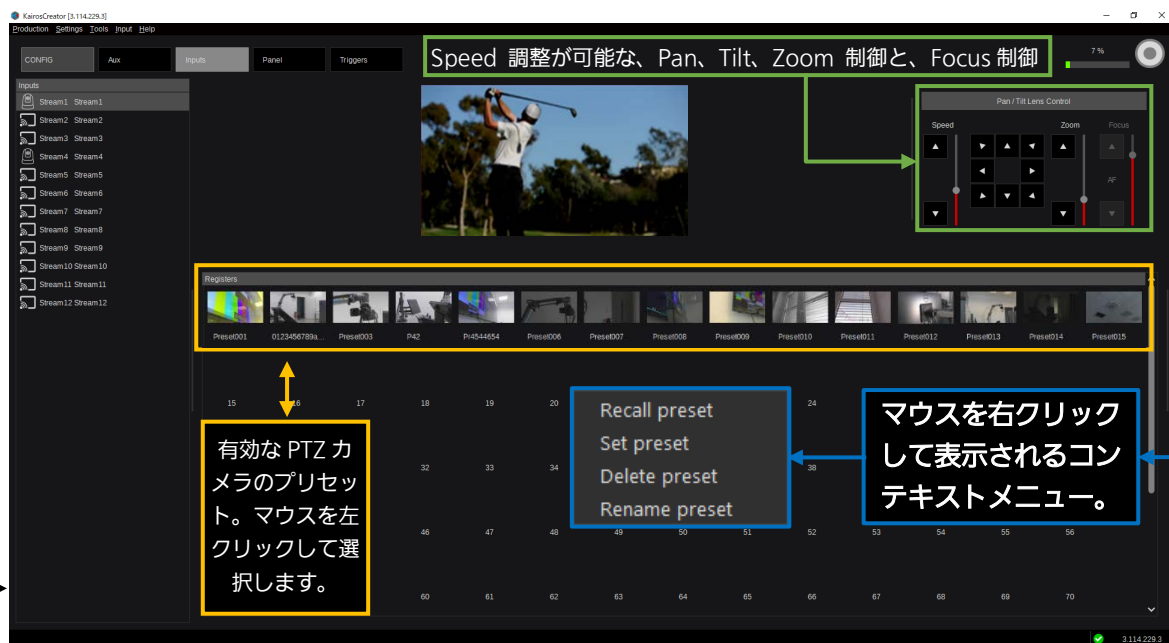 KairosCreator [3.114.229.3]
Production Settings Tools Input Help
CONFIG Aux Inputs Panel Triggers
Speed 調整が可能な、Pan、Tilt、Zoom 制御と、Focus 制御
7 %
Inputs
Stream1 Stream1
Stream2 Stream2
Stream3 Stream3
Stream4 Stream4
Stream5 Stream5
Stream6 Stream6
Stream7 Stream7
Stream8 Stream8
Stream9 Stream9
Stream10 Stream10
Stream11 Stream11
Stream12 Stream12
Pan / Tilt Lens Control
Speed Zoom Focus
AF
Registers
Preset001 0123456789a... Preset003 P42 Pr4544654 Preset006 Preset007 Preset008 Preset009 Preset010 Preset011 Preset012 Preset013 Preset014 Preset015
15 16 17 18 19 20 24
32 33 34 38
46 47 48 49 50 51 52 53 54 55 56
60 61 62 63 64 65 66 67 68 69 70
有効な PTZ カ
メラのプリセッ
ト。マウスを左
クリックして選
択します。
Recall preset
Set preset
Delete preset
Rename preset
マウスを右クリック
して表示されるコン
テキストメニュー。
3.114.229.3